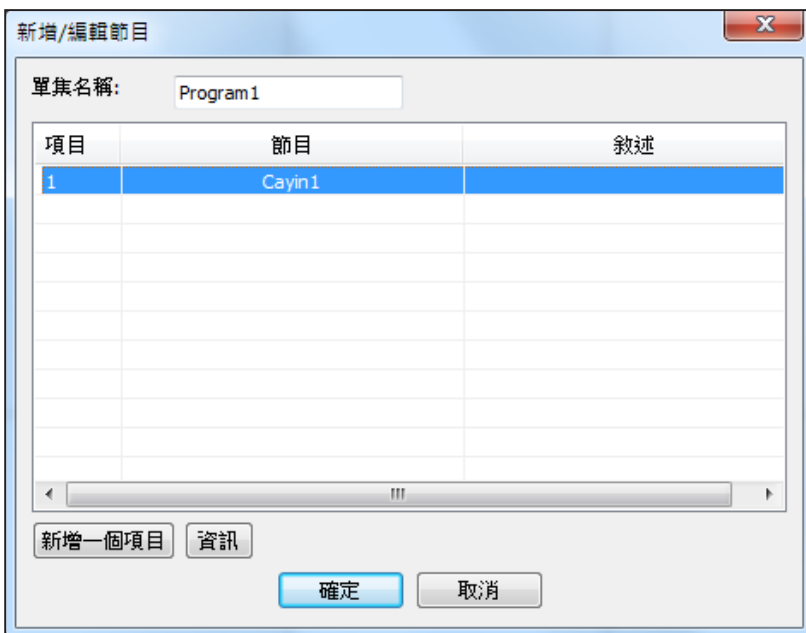 新增/編輯節目
單集名稱: Program1
項目 節目 敘述
1 Cayin1
新增一個項目 資訊
確定 取消